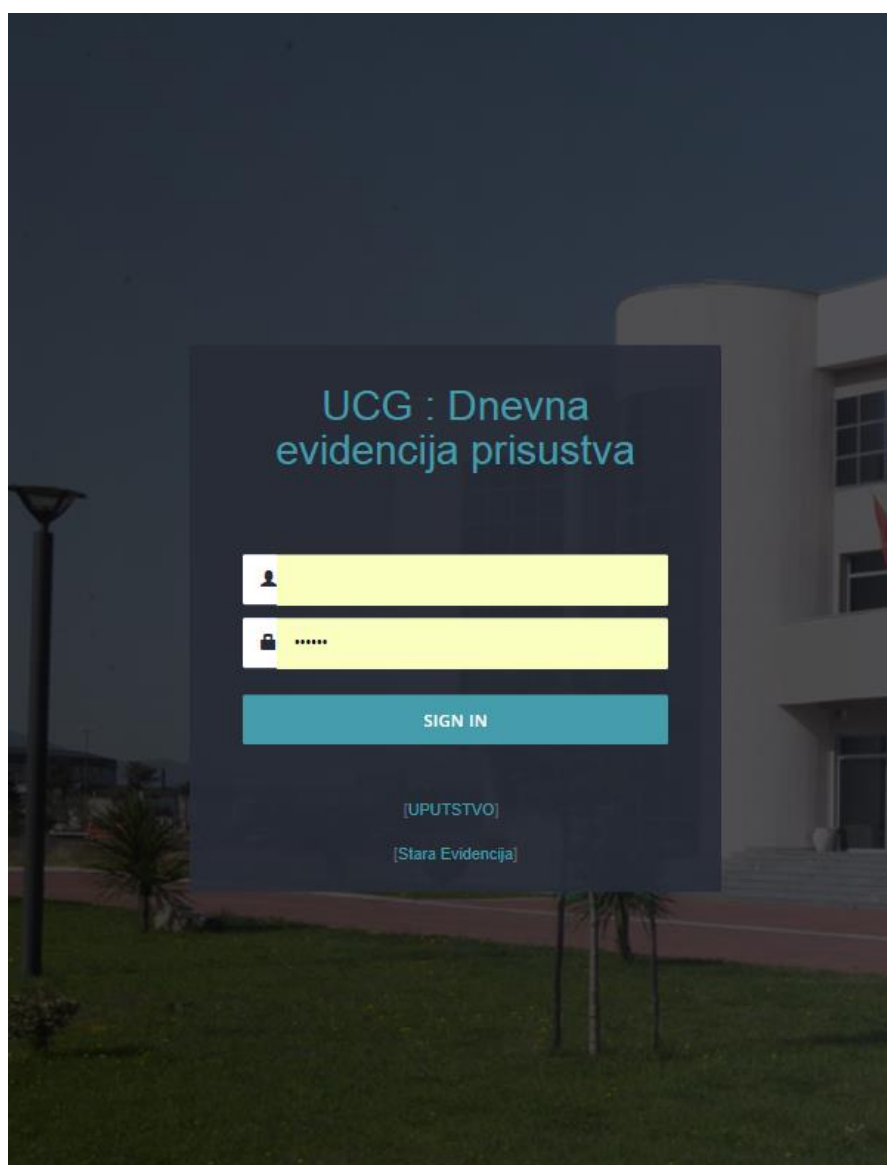 UCG : Dnevna
evidencija prisustva
••••••
SIGN IN
[UPUTSTVO]
[Stara Evidencija]